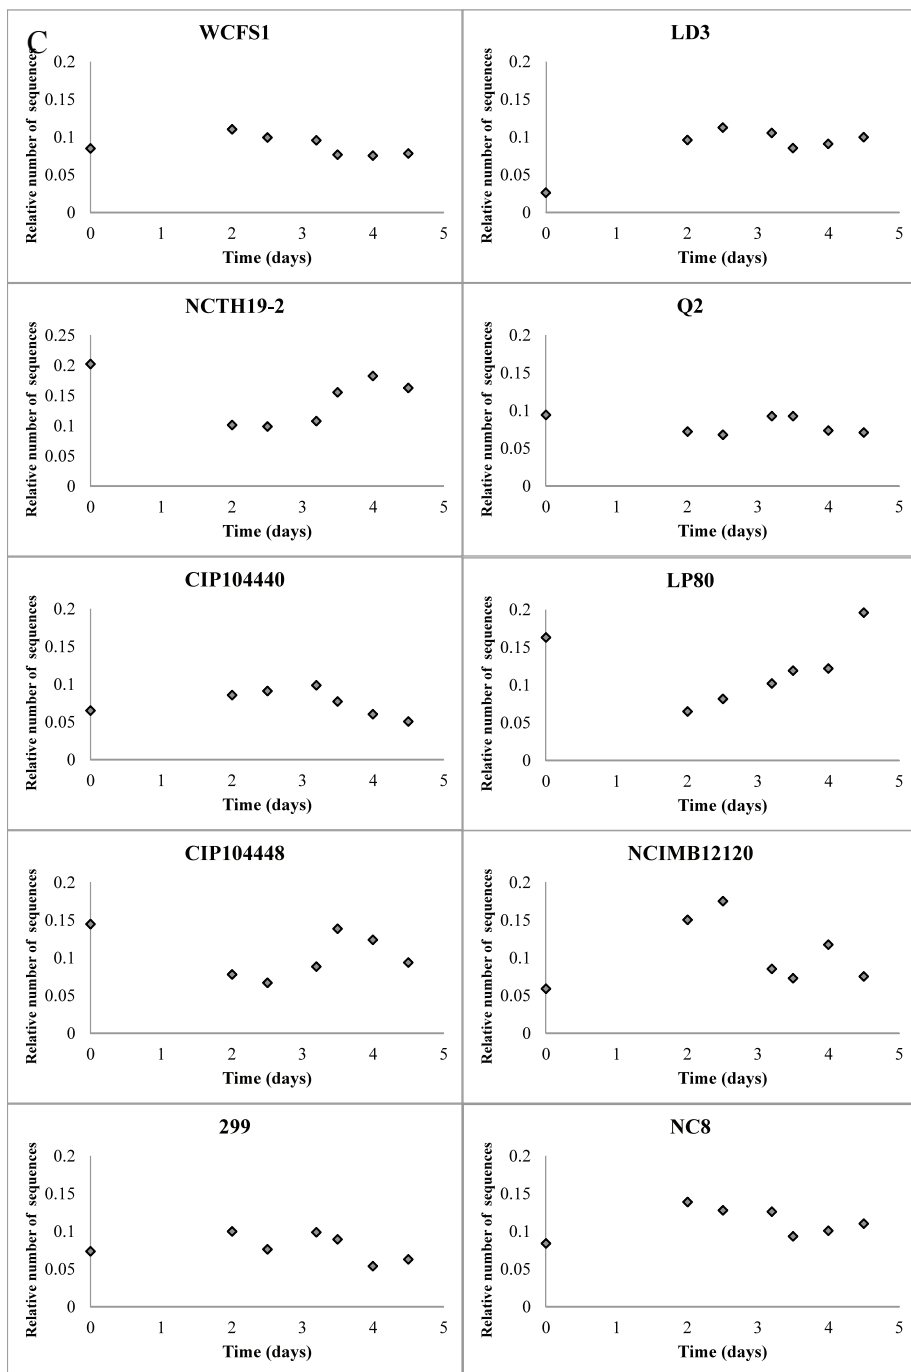 C
WCFS1
Relative number of sequences
0.2
0.15
0.1
0.05
0
0 1 2 3 4 5
Time (days)
LD3
Relative number of sequences
0.2
0.15
0.1
0.05
0
0 1 2 3 4 5
Time (days)
NCTH19-2
Relative number of sequences
0.25
0.2
0.15
0.1
0.05
0
0 1 2 3 4 5
Time (days)
Q2
Relative number of sequences
0.2
0.15
0.1
0.05
0
0 1 2 3 4 5
Time (days)
CIP104440
Relative number of sequences
0.2
0.15
0.1
0.05
0
0 1 2 3 4 5
Time (days)
LP80
Relative number of sequences
0.2
0.15
0.1
0.05
0
0 1 2 3 4 5
Time (days)
CIP104448
Relative number of sequences
0.2
0.15
0.1
0.05
0
0 1 2 3 4 5
Time (days)
NCIMB12120
Relative number of sequences
0.2
0.15
0.1
0.05
0
0 1 2 3 4 5
Time (days)
299
Relative number of sequences
0.2
0.15
0.1
0.05
0
0 1 2 3 4 5
Time (days)
NC8
Relative number of sequences
0.2
0.15
0.1
0.05
0
0 1 2 3 4 5
Time (days)